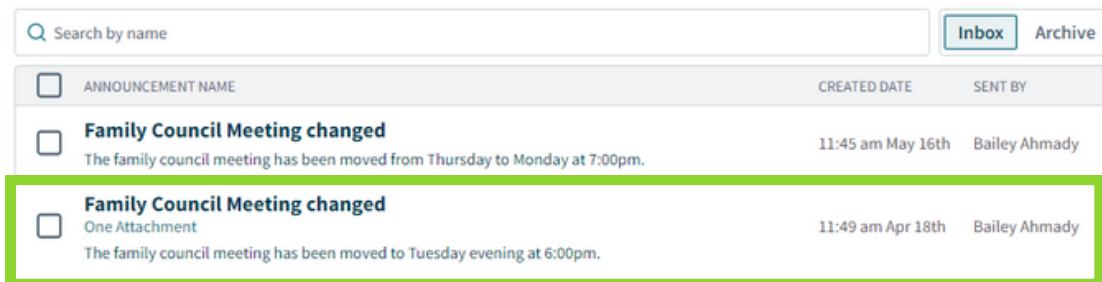 Search by name
Inbox Archive
ANNOUNCEMENT NAME CREATED DATE SENT BY
Family Council Meeting changed
The family council meeting has been moved from Thursday to Monday at 7:00pm.
11:45 am May 16th Bailey Ahmady
Family Council Meeting changed
One Attachment
11:49 am Apr 18th Bailey Ahmady
The family council meeting has been moved to Tuesday evening at 6:00pm.